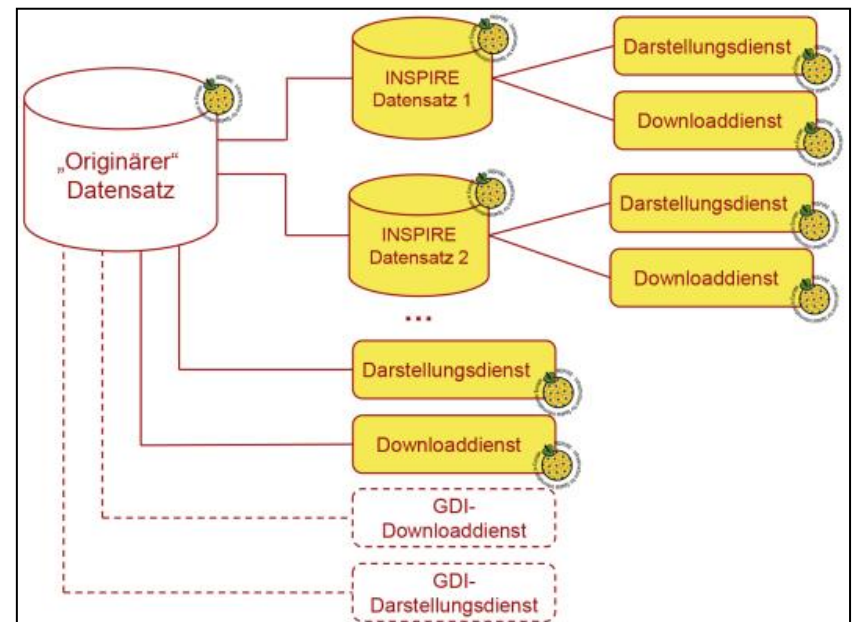 „Originärer“
Datensatz
INSPIRE
Datensatz 1
Darstellungsdienst
Downloaddienst
INSPIRE
Datensatz 2
Darstellungsdienst
Downloaddienst
...
Darstellungsdienst
Downloaddienst
GDI-
Downloaddienst
GDI-
Darstellungsdienst